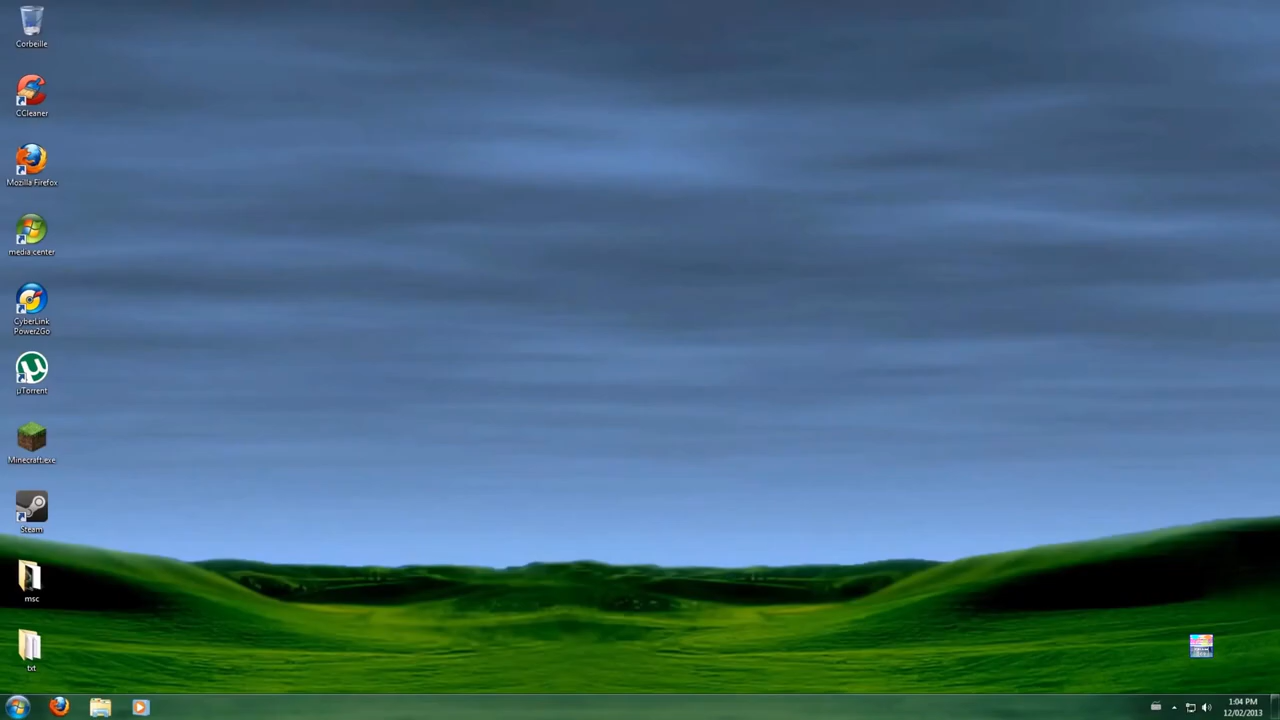 Corbeille
CCleaner
Mozilla Firefox
media center
CyberLink
Power2Go
µTorrent
Minecraft.exe
Steam
msc
txt
1:04 PM
12/02/2013